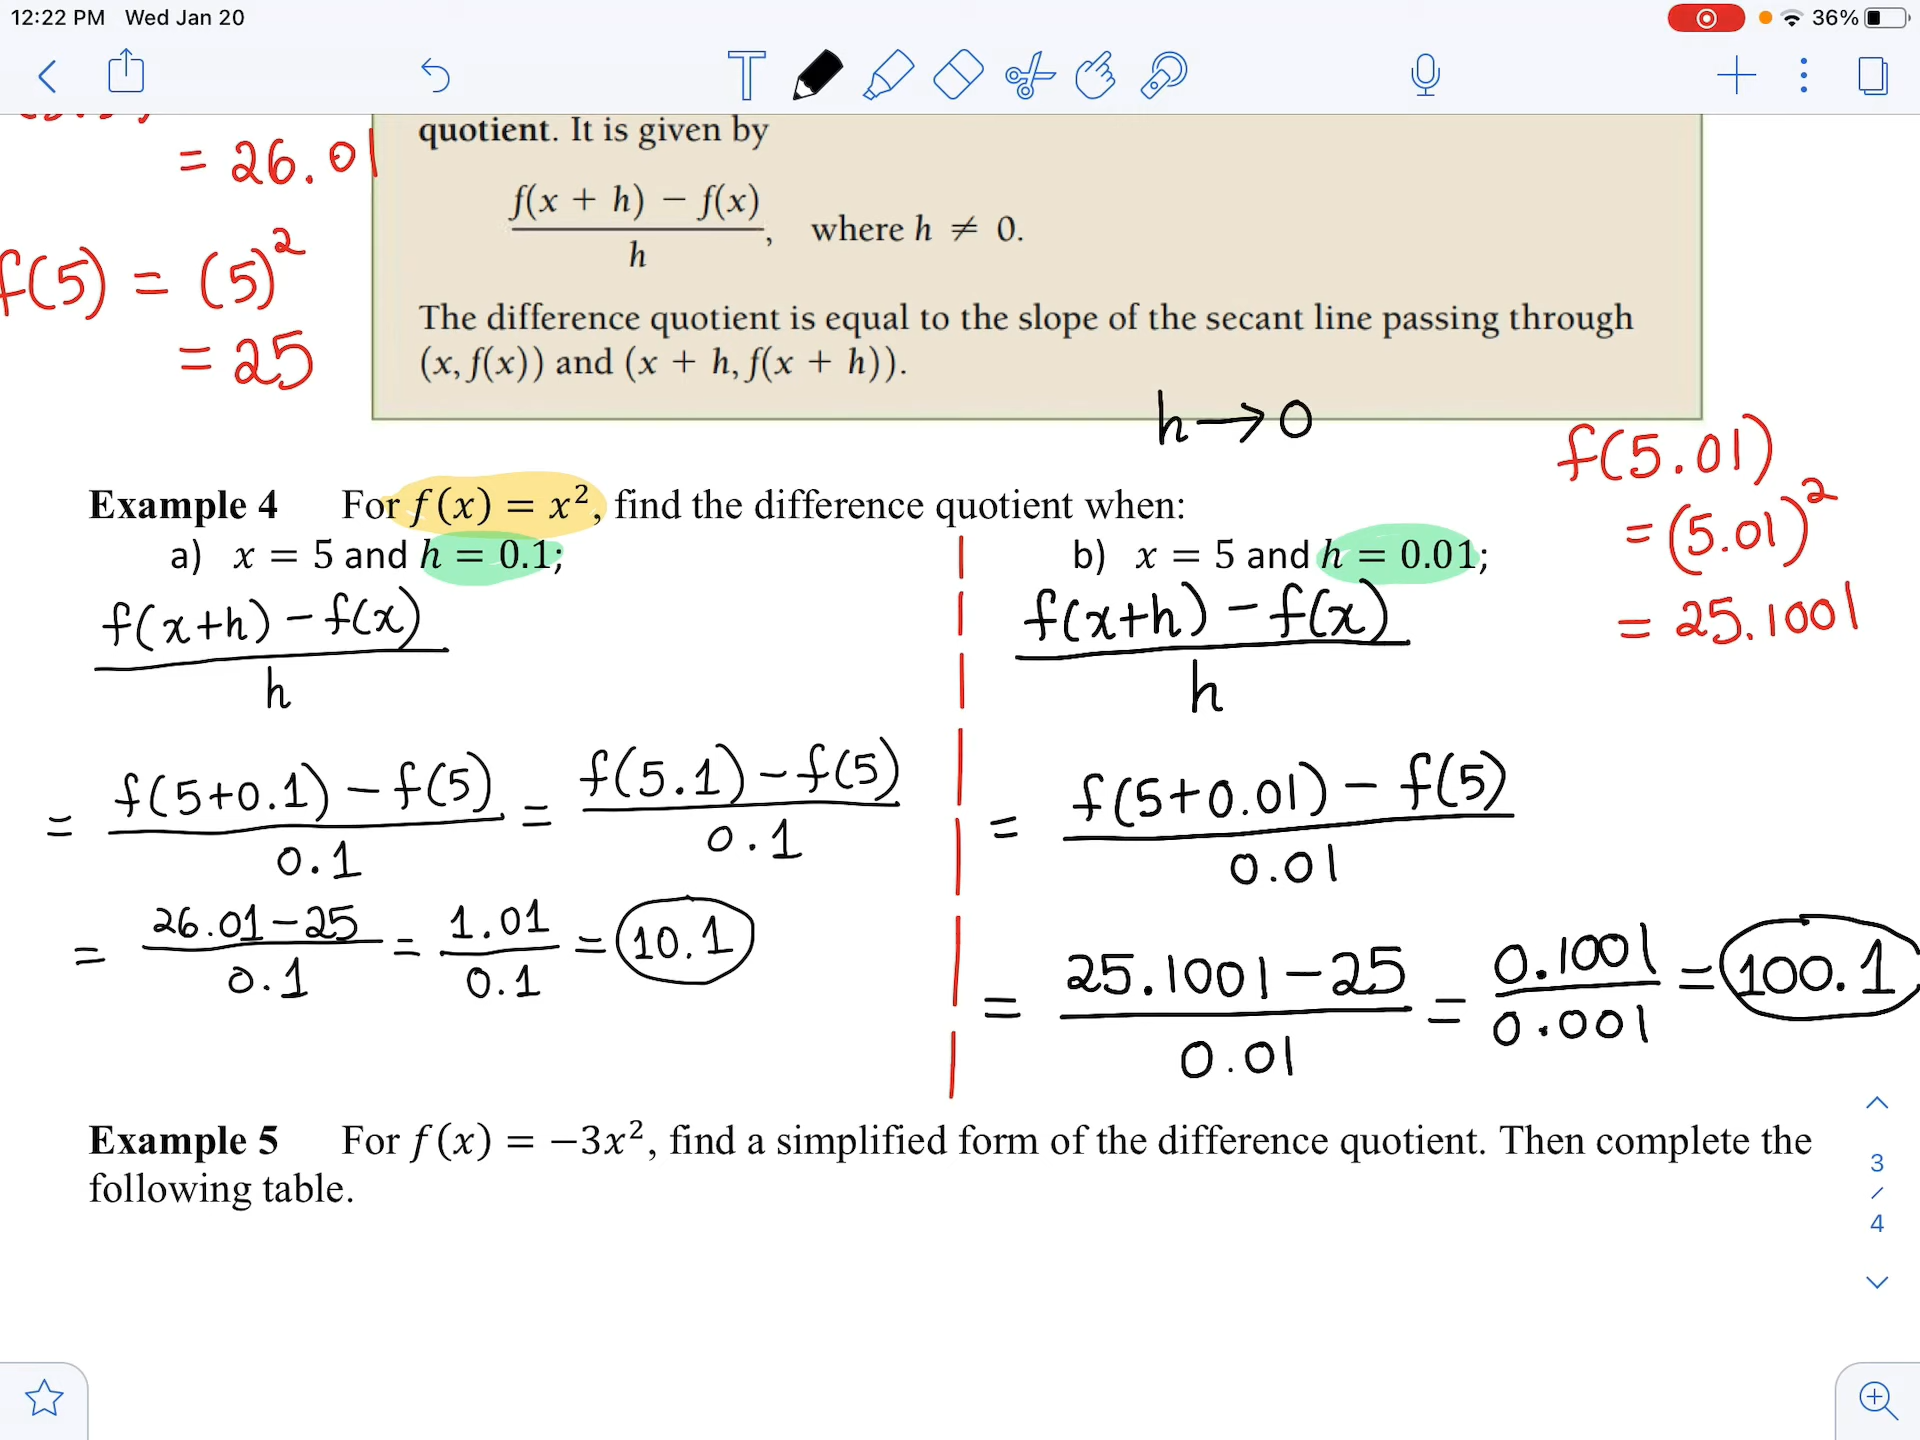 12:22 PM Wed Jan 20
36%
T
quotient. It is given by
= 26.01
f(x + h) − f(x)
h
, where h ≠ 0.
f(5) = (5)²
= 25
The difference quotient is equal to the slope of the secant line passing through
(x, f(x)) and (x + h, f(x + h)).
h → 0
f(5.01)
= (5.01)²
= 25.1001
Example 4 For f(x) = x², find the difference quotient when:
a) x = 5 and h = 0.1;
f(x+h) − f(x)
h
= f(5+0.1) − f(5)
0.1
= f(5.1) − f(5)
0.1
= 26.01 − 25
0.1
= 1.01
0.1
= 10.1
b) x = 5 and h = 0.01;
f(x+h) − f(x)
h
= f(5+0.01) − f(5)
0.01
= 25.1001 − 25
0.01
= 0.1001
0.001
= 100.1
Example 5 For f(x) = −3x², find a simplified form of the difference quotient. Then complete the
following table.
3
/
4